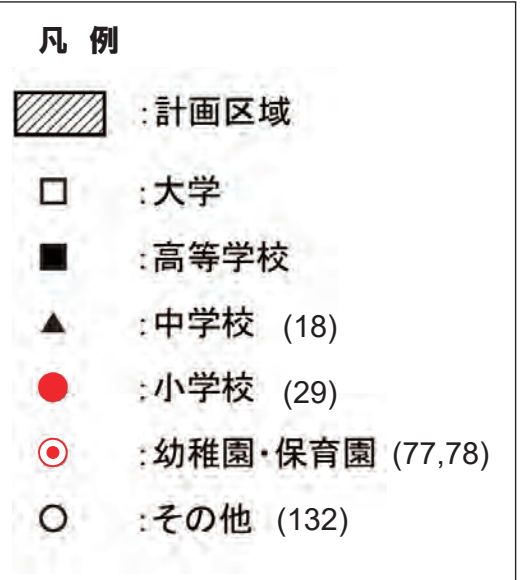 凡 例
:計画区域
:大学
:高等学校
:中学校 (18)
:小学校 (29)
:幼稚園・保育園 (77,78)
:その他 (132)